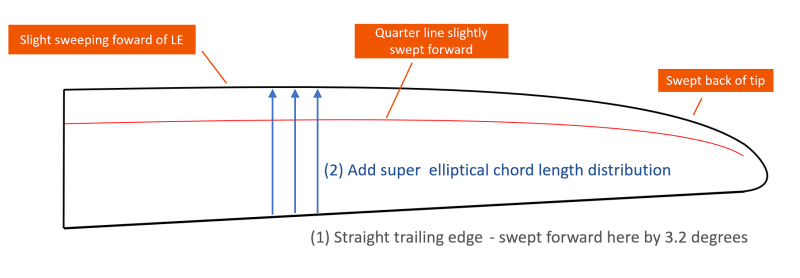 Slight sweeping foward of LE
Quarter line slightly
swept forward
Swept back of tip
(2) Add super elliptical chord length distribution
(1) Straight trailing edge - swept forward here by 3.2 degrees